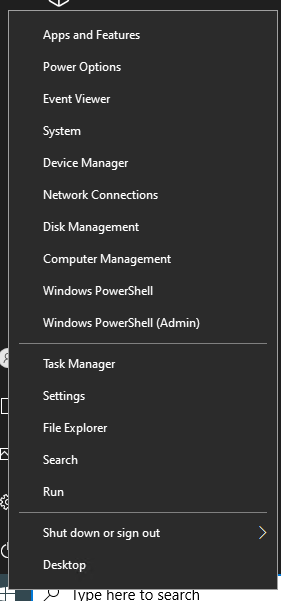 Apps and Features
Power Options
Event Viewer
System
Device Manager
Network Connections
Disk Management
Computer Management
Windows PowerShell
Windows PowerShell (Admin)
Task Manager
Settings
File Explorer
Search
Run
Shut down or sign out
Desktop
Type here to search